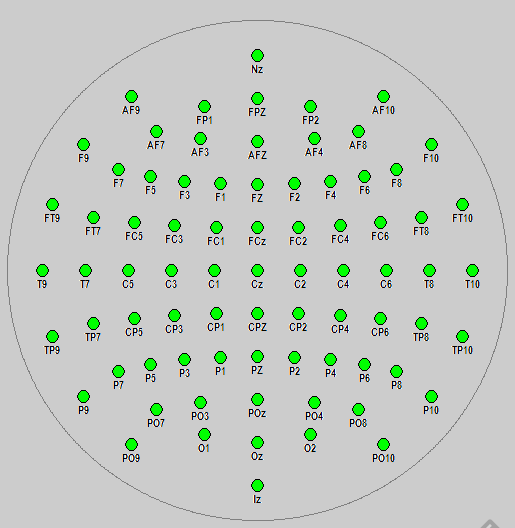 Nz
AF9 AF10
FP1 FPZ FP2
AF7 AF3 AFZ AF4 AF8
F9 F10
F7 F5 F3 F1 FZ F2 F4 F6 F8
FT9 FT10
FT7 FC5 FC3 FC1 FCz FC2 FC4 FC6 FT8
T9 T7 C5 C3 C1 Cz C2 C4 C6 T8 T10
TP7 CP5 CP3 CP1 CPZ CP2 CP4 CP6 TP8
TP9 TP10
P7 P5 P3 P1 PZ P2 P4 P6 P8
P9 P10
PO7 PO3 POz PO4 PO8
O1 Oz O2
PO9 PO10
Iz